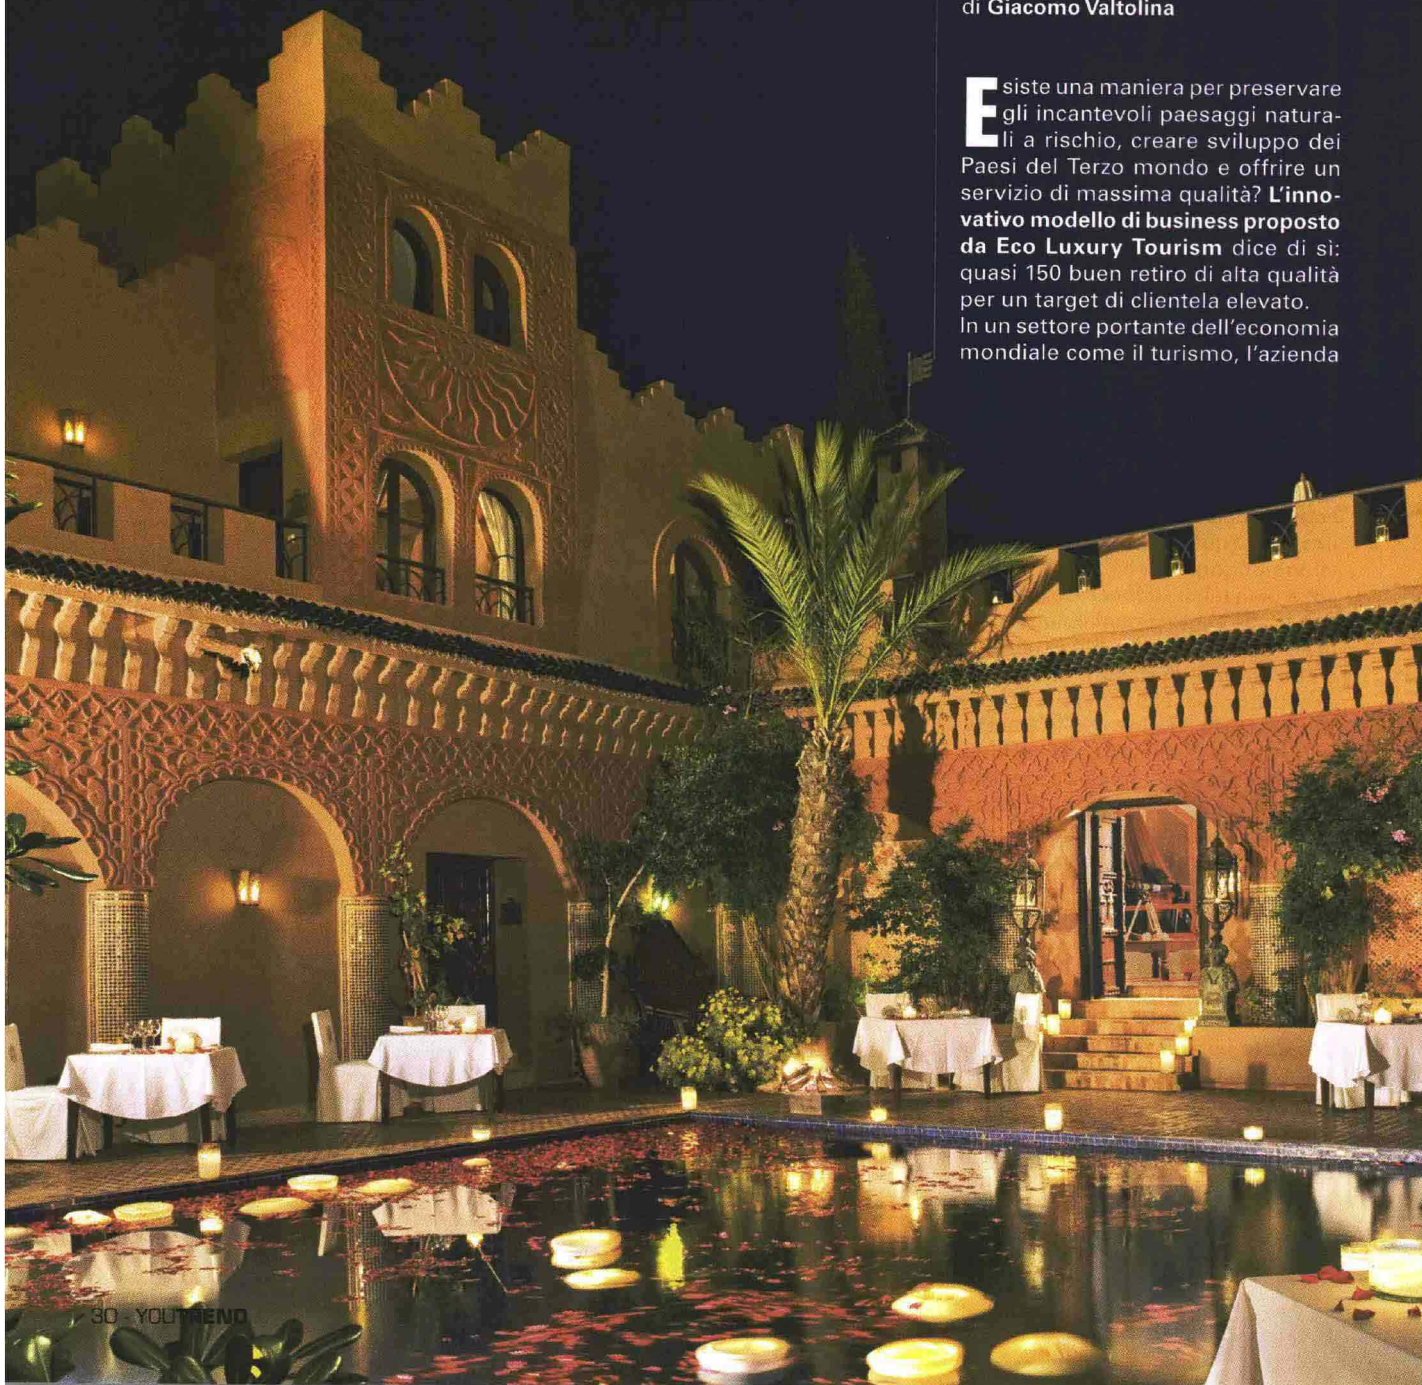 di Giacomo Valtolina
Esiste una maniera per preservare
gli incantevoli paesaggi natura-
li a rischio, creare sviluppo dei
Paesi del Terzo mondo e offrire un
servizio di massima qualità? L'inno-
vativo modello di business proposto
da Eco Luxury Tourism dice di sì:
quasi 150 buen retiro di alta qualità
per un target di clientela elevato.
In un settore portante dell'economia
mondiale come il turismo, l'azienda
30 - YOUTREND